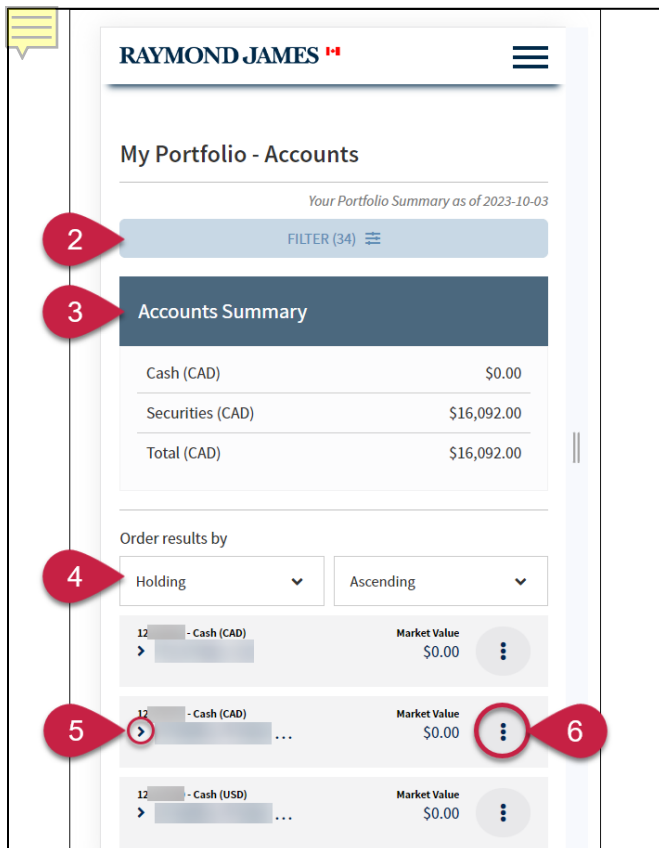 RAYMOND JAMES
My Portfolio - Accounts
Your Portfolio Summary as of 2023-10-03
2
FILTER (34)
3
Accounts Summary
Cash (CAD) $0.00
Securities (CAD) $16,092.00
Total (CAD) $16,092.00
Order results by
4
Holding Ascending
12 - Cash (CAD) Market Value
$0.00
12 - Cash (CAD) Market Value
5 ... $0.00 6
12 - Cash (USD) Market Value
... $0.00